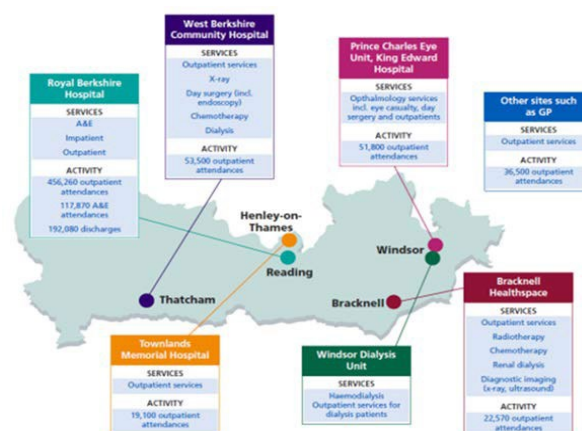 West Berkshire
Community Hospital
SERVICES
Outpatient services
X-ray
Day surgery (incl.
endoscopy)
Chemotherapy
Dialysis
ACTIVITY
53,500 outpatient
attendances
Prince Charles Eye
Unit, King Edward
Hospital
SERVICES
Opthalmology services
incl. eye casualty, day
surgery and outpatients
ACTIVITY
51,800 outpatient
attendances
Royal Berkshire
Hospital
SERVICES
A&E
Impatient
Outpatient
ACTIVITY
456,260 outpatient
attendances
117,870 A&E
attendances
192,080 discharges
Other sites such
as GP
SERVICES
Outpatient services
ACTIVITY
36,500 outpatient
attendances
Henley-on-
Thames
Reading
Windsor
Thatcham
Bracknell
Townlands
Memorial Hospital
SERVICES
Outpatient services
ACTIVITY
19,100 outpatient
attendances
Windsor Dialysis
Unit
SERVICES
Haemodialysis
Outpatient services for
dialysis patients
Bracknell
Healthspace
SERVICES
Outpatient services
Radiotherapy
Chemotherapy
Renal dialysis
Diagnostic imaging
(x-ray, ultrasound)
ACTIVITY
22,570 outpatient
attendances